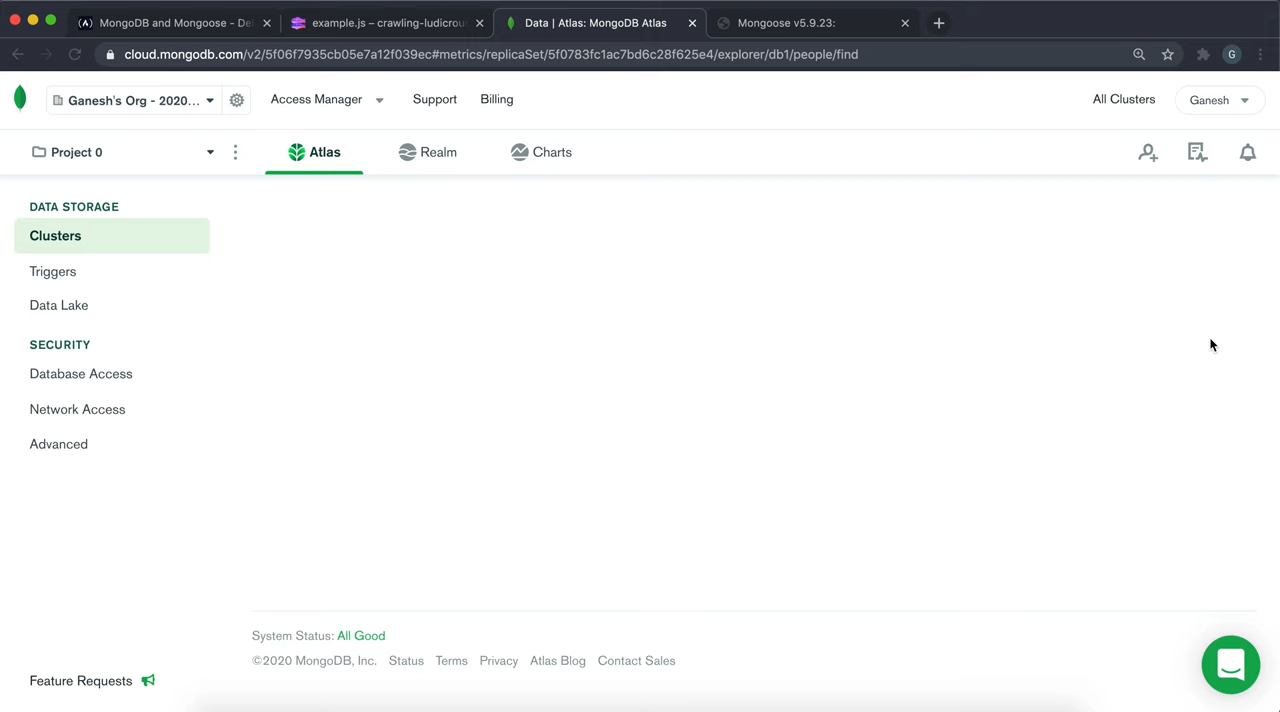 MongoDB and Mongoose - De
example.js – crawling-ludicrou
Data | Atlas: MongoDB Atlas
Mongoose v5.9.23:
cloud.mongodb.com/v2/5f06f7935cb05e7a12f039ec#metrics/replicaSet/5f0783fc1ac7bd6c28f625e4/explorer/db1/people/find
G
Ganesh's Org - 2020...
Access Manager
Support
Billing
All Clusters
Ganesh
Project 0
Atlas
Realm
Charts
DATA STORAGE
Clusters
Triggers
Data Lake
SECURITY
Database Access
Network Access
Advanced
System Status: All Good
©2020 MongoDB, Inc. Status Terms Privacy Atlas Blog Contact Sales
Feature Requests